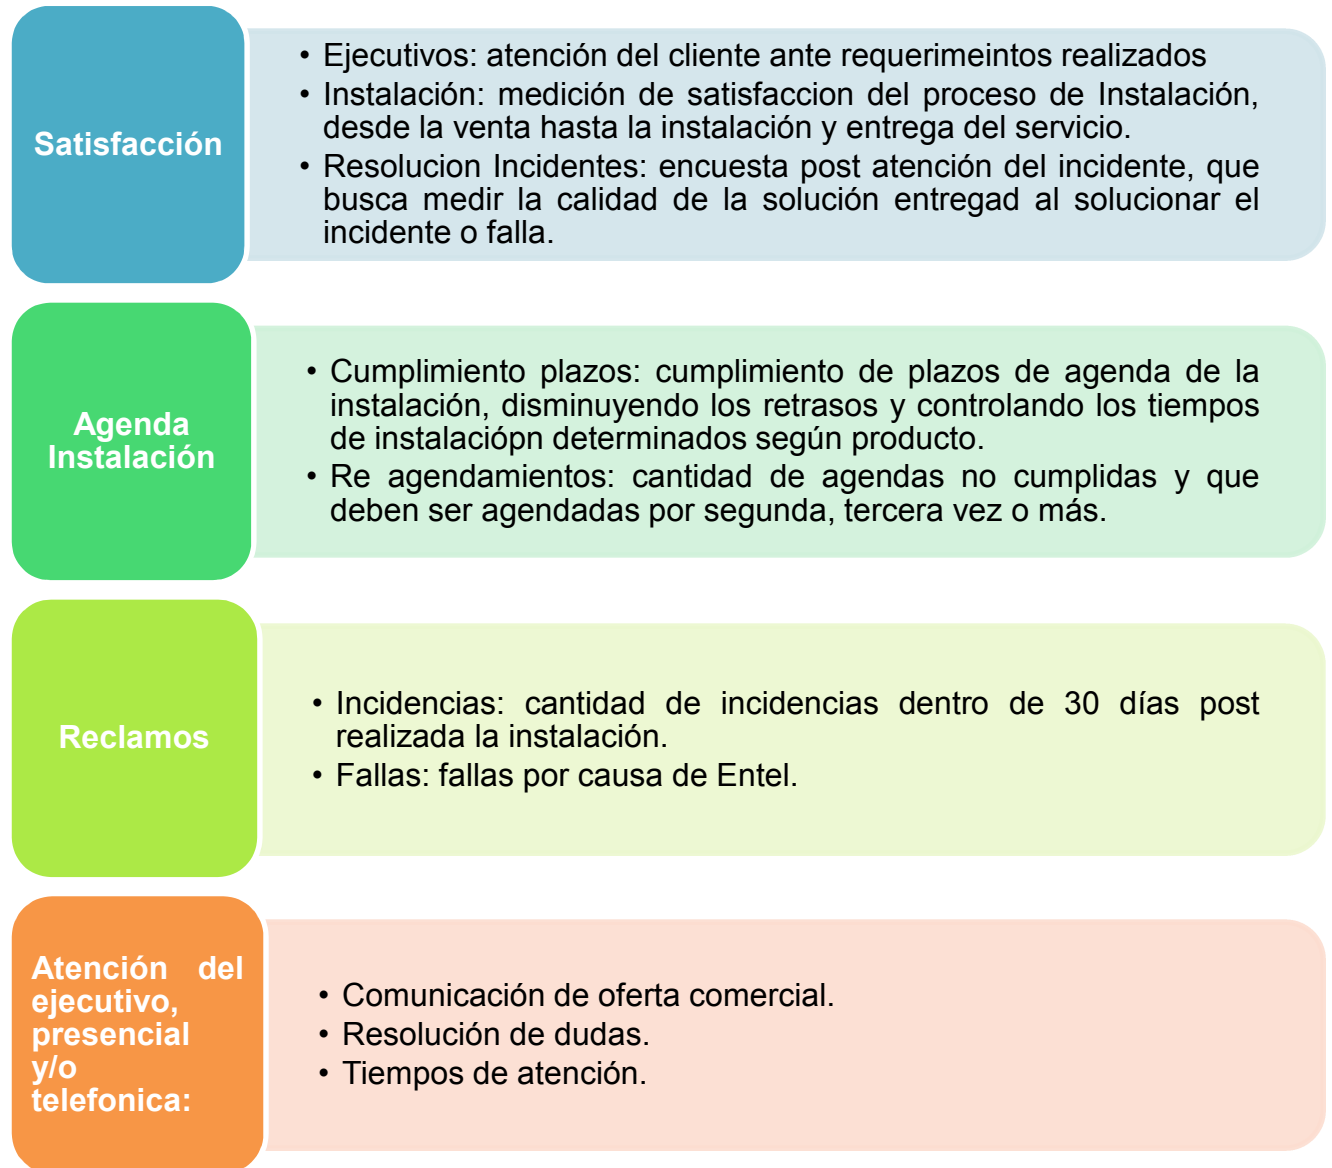 Satisfacción
• Ejecutivos: atención del cliente ante requerimeintos realizados
• Instalación: medición de satisfaccion del proceso de Instalación,
desde la venta hasta la instalación y entrega del servicio.
• Resolucion Incidentes: encuesta post atención del incidente, que
busca medir la calidad de la solución entregad al solucionar el
incidente o falla.
Agenda
Instalación
• Cumplimiento plazos: cumplimiento de plazos de agenda de la
instalación, disminuyendo los retrasos y controlando los tiempos
de instalaciópn determinados según producto.
• Re agendamientos: cantidad de agendas no cumplidas y que
deben ser agendadas por segunda, tercera vez o más.
Reclamos
• Incidencias: cantidad de incidencias dentro de 30 días post
realizada la instalación.
• Fallas: fallas por causa de Entel.
Atención del
ejecutivo,
presencial
y/o
telefonica:
• Comunicación de oferta comercial.
• Resolución de dudas.
• Tiempos de atención.